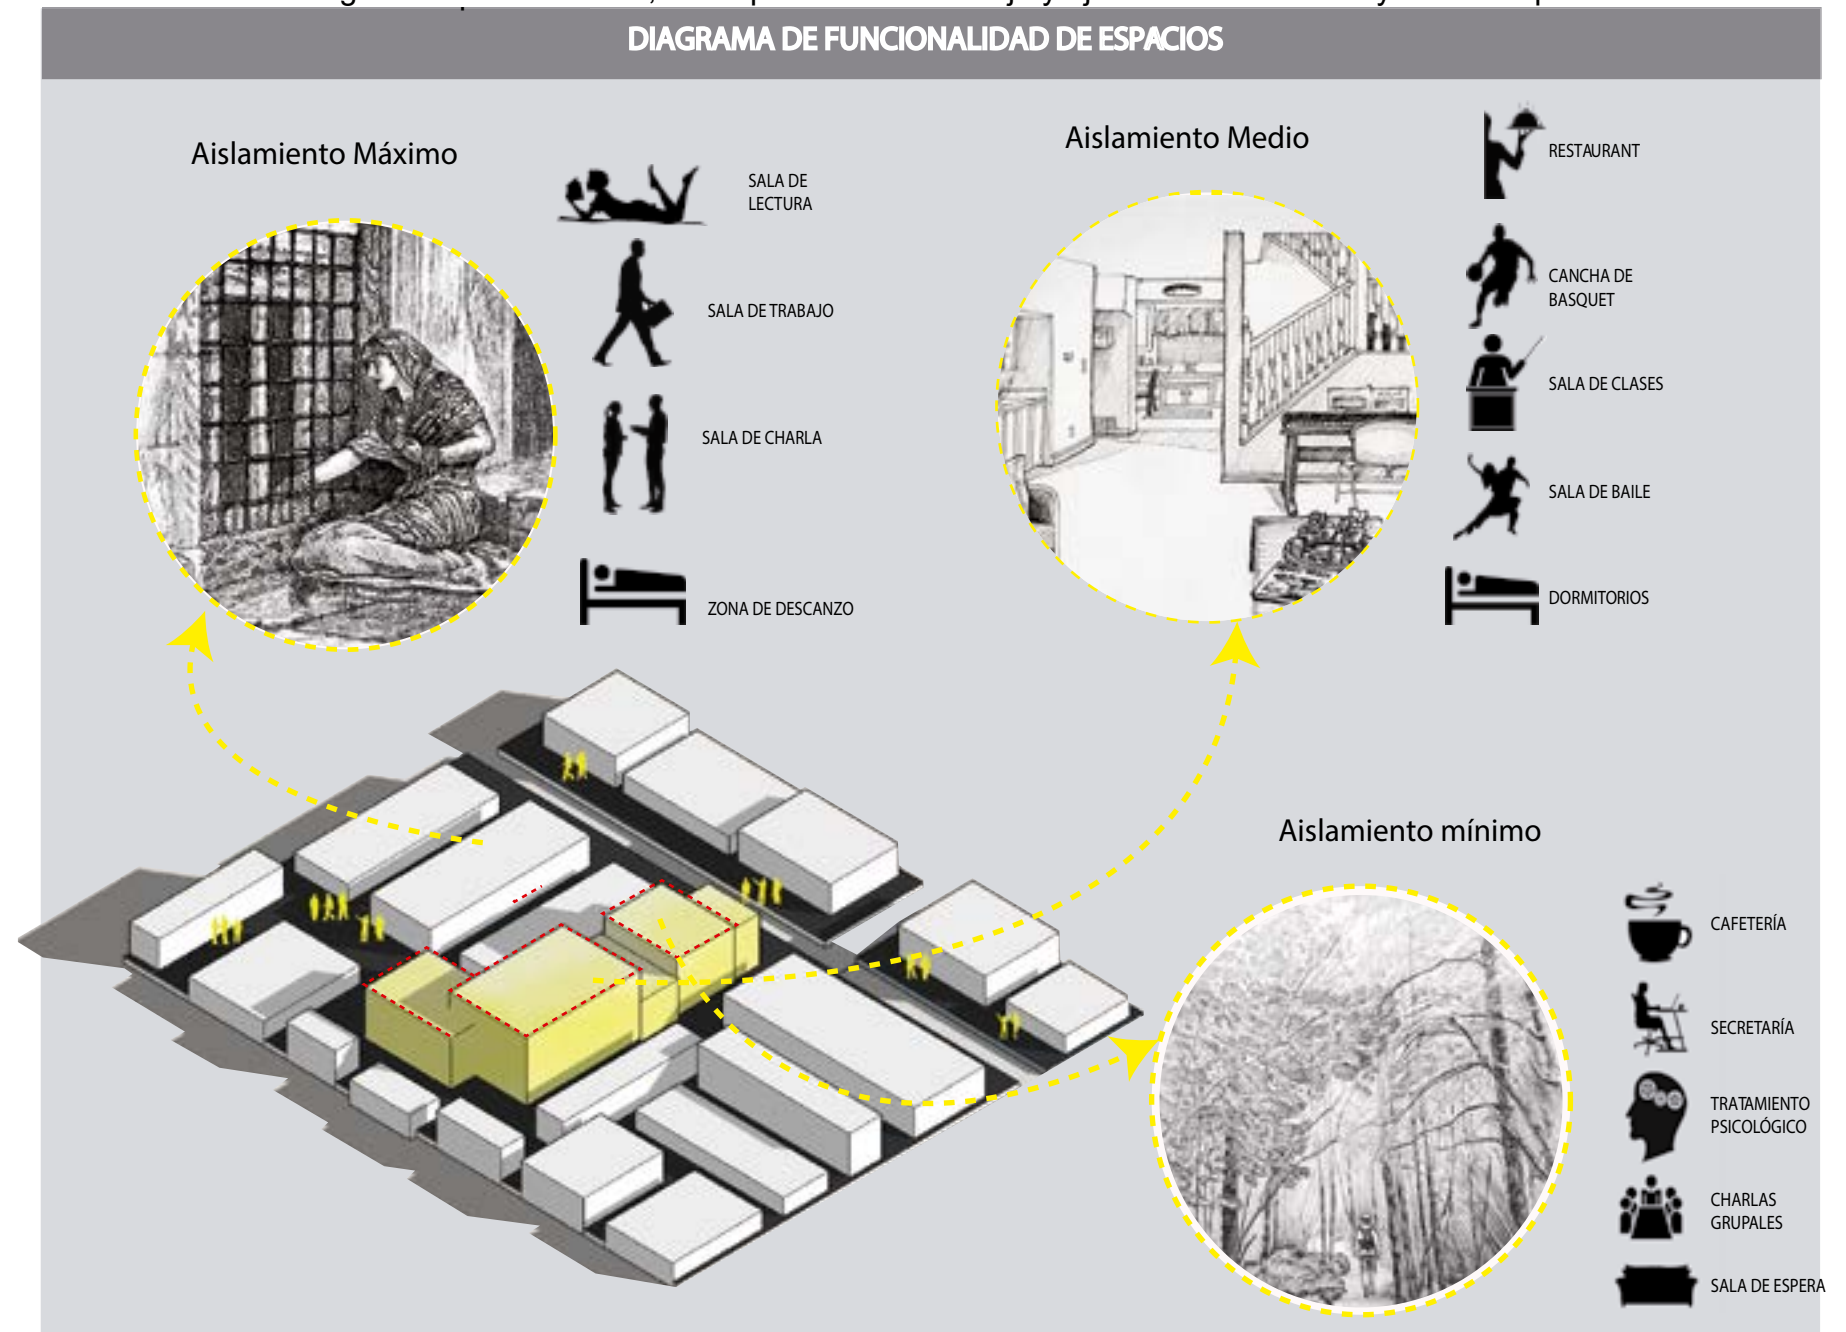 DIAGRAMA DE FUNCIONALIDAD DE ESPACIOS
Aislamiento Máximo
SALA DE
LECTURA
SALA DE TRABAJO
SALA DE CHARLA
ZONA DE DESCANZO
Aislamiento Medio
RESTAURANT
CANCHA DE
BASQUET
SALA DE CLASES
SALA DE BAILE
DORMITORIOS
Aislamiento mínimo
CAFETERÍA
SECRETARÍA
TRATAMIENTO
PSICOLÓGICO
CHARLAS
GRUPALES
SALA DE ESPERA